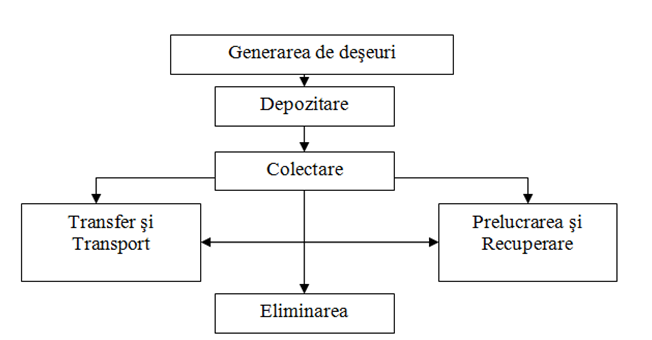 Generarea de deşeuri
Depozitare
Colectare
Transfer şi
Transport
Prelucrarea şi
Recuperare
Eliminarea